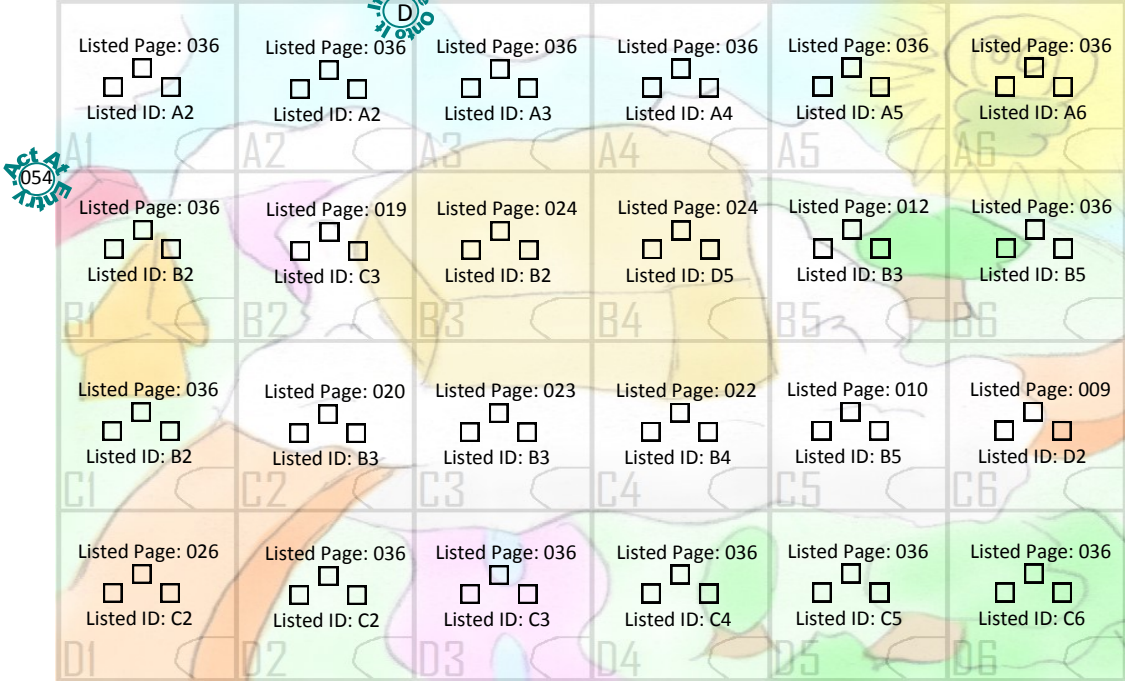 D
Onto It.
Listed Page: 036 Listed Page: 036 Listed Page: 036 Listed Page: 036 Listed Page: 036 Listed Page: 036
Listed ID: A2 Listed ID: A2 Listed ID: A3 Listed ID: A4 Listed ID: A5 Listed ID: A6
A1 A2 A3 A4 A5 A6
Act At Entry
054
Listed Page: 036 Listed Page: 019 Listed Page: 024 Listed Page: 024 Listed Page: 012 Listed Page: 036
Listed ID: B2 Listed ID: C3 Listed ID: B2 Listed ID: D5 Listed ID: B3 Listed ID: B5
B1 B2 B3 B4 B5 B6
Listed Page: 036 Listed Page: 020 Listed Page: 023 Listed Page: 022 Listed Page: 010 Listed Page: 009
Listed ID: B2 Listed ID: B3 Listed ID: B3 Listed ID: B4 Listed ID: B5 Listed ID: D2
C1 C2 C3 C4 C5 C6
Listed Page: 026 Listed Page: 036 Listed Page: 036 Listed Page: 036 Listed Page: 036 Listed Page: 036
Listed ID: C2 Listed ID: C2 Listed ID: C3 Listed ID: C4 Listed ID: C5 Listed ID: C6
D1 D2 D3 D4 D5 D6